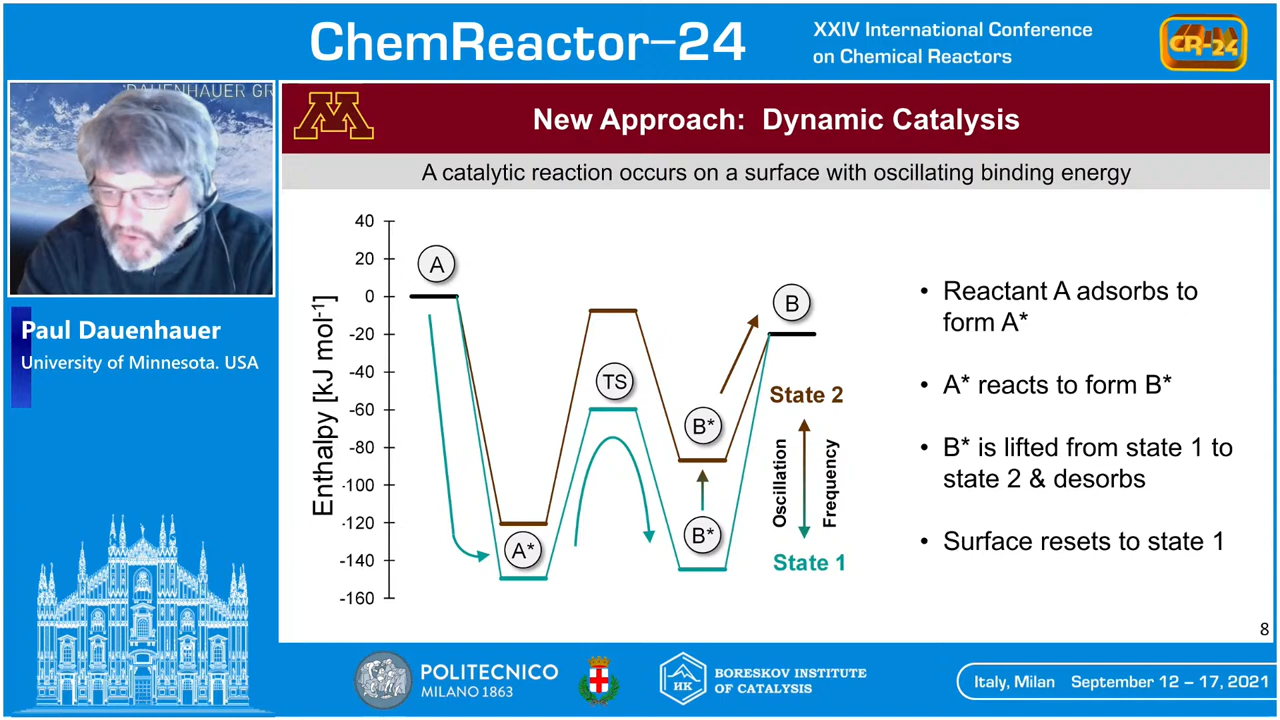 ChemReactor-24
XXIV International Conference
on Chemical Reactors
CR-24
DAUENHAUER GR
Paul Dauenhauer
University of Minnesota. USA
M
New Approach: Dynamic Catalysis
A catalytic reaction occurs on a surface with oscillating binding energy
Enthalpy [kJ mol-1]
40
20
0
-20
-40
-60
-80
-100
-120
-140
-160
A
A*
TS
B*
B*
B
State 2
Oscillation
Frequency
State 1
• Reactant A adsorbs to
form A*
• A* reacts to form B*
• B* is lifted from state 1 to
state 2 & desorbs
• Surface resets to state 1
8
POLITECNICO
MILANO 1863
НК
BORESKOV INSTITUTE
OF CATALYSIS
Italy, Milan September 12 – 17, 2021